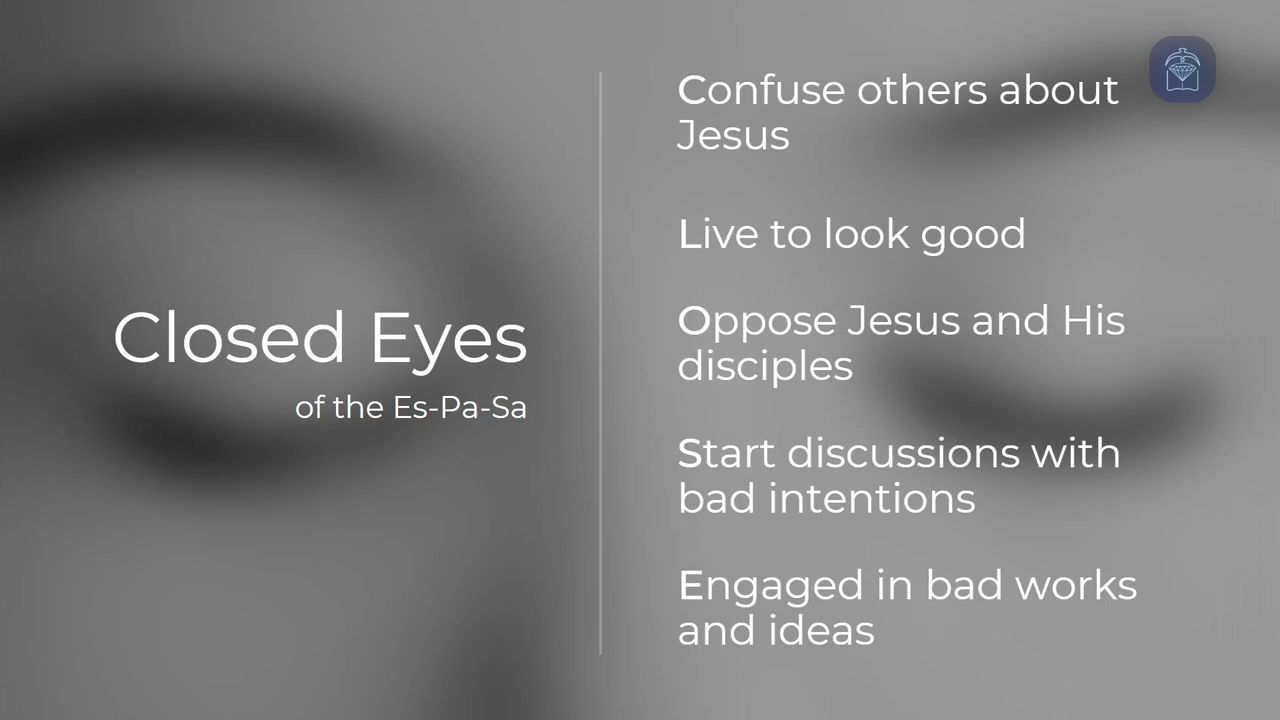 Closed Eyes
of the Es-Pa-Sa
Confuse others about
Jesus
Live to look good
Oppose Jesus and His
disciples
Start discussions with
bad intentions
Engaged in bad works
and ideas